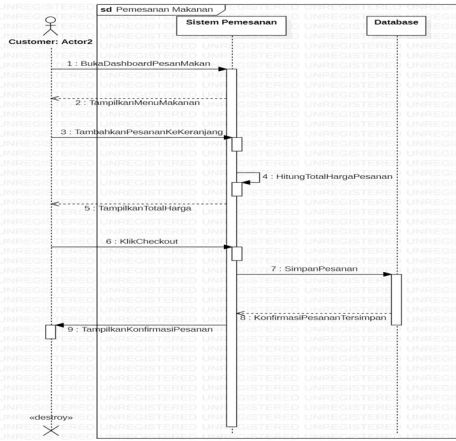 sd Pemesanan Makanan
Sistem Pemesanan
Database
Customer: Actor2
1 : BukaDashboardPesanMakan
2 : TampilkanMenuMakanan
3 : TambahkanPesananKeKeranjang
4 : HitungTotalHargaPesanan
5 : TampilkanTotalHarga
6 : KlikCheckout
7 : SimpanPesanan
8 : KonfirmasiPesananTersimpan
9 : TampilkanKonfirmasiPesanan
«destroy»